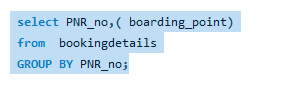 select PNR_no,( boarding_point)
from  bookingdetails
GROUP BY PNR_no;